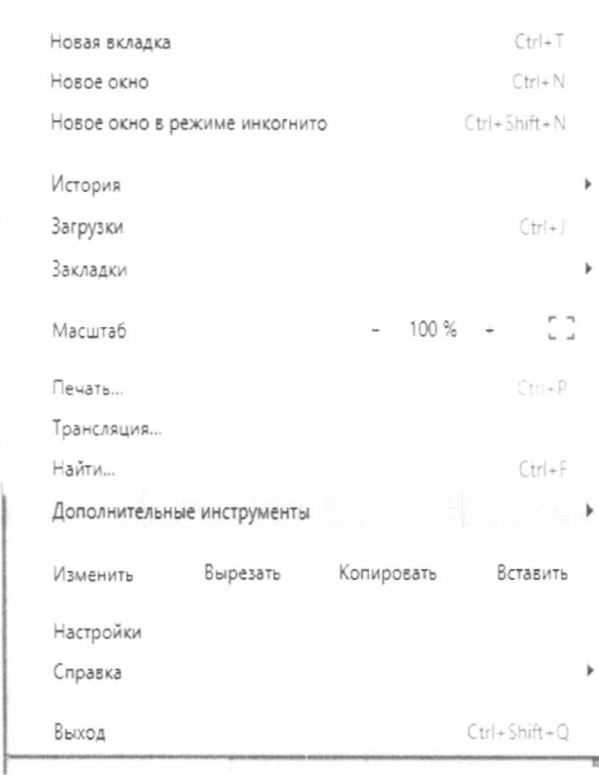 Новая вкладка Ctrl+T
Новое окно Ctrl+N
Новое окно в режиме инкогнито Ctrl+Shift+N
История
Загрузки Ctrl+J
Закладки
Масштаб - 100 % +
Печать... Ctrl+P
Трансляция...
Найти... Ctrl+F
Дополнительные инструменты
Изменить Вырезать Копировать Вставить
Настройки
Справка
Выход Ctrl+Shift+Q